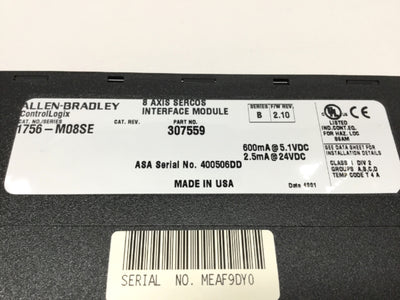 ALLEN-BRADLEY
ControlLogix
CAT. NO./SERIES
1756-M08SE
CAT. REV.
8 AXIS SERCOS
INTERFACE MODULE
PART NO.
307559
SERIES F/W REV.
B 2.10
ASA Serial No. 400506DD
600mA@5.1VDC
2.5mA@24VDC
MADE IN USA
UL LISTED
IND.CONT.EQ.
FOR HAZ. LOC.
CE
SEE DATA SHEET FOR
CLASS I DIV 2
GROUPS A,B,C,D
TEMP CODE T4A
SERIAL NO. MEAF9DY0